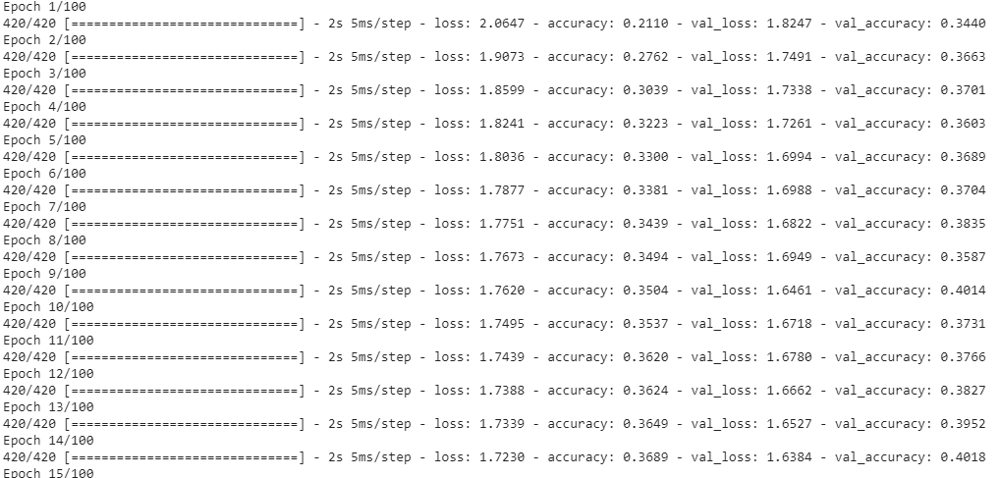 Epoch 1/100
420/420 [==============================] - 2s 5ms/step - loss: 2.0647 - accuracy: 0.2110 - val_loss: 1.8247 - val_accuracy: 0.3440
Epoch 2/100
420/420 [==============================] - 2s 5ms/step - loss: 1.9073 - accuracy: 0.2762 - val_loss: 1.7491 - val_accuracy: 0.3663
Epoch 3/100
420/420 [==============================] - 2s 5ms/step - loss: 1.8599 - accuracy: 0.3039 - val_loss: 1.7338 - val_accuracy: 0.3701
Epoch 4/100
420/420 [==============================] - 2s 5ms/step - loss: 1.8241 - accuracy: 0.3223 - val_loss: 1.7261 - val_accuracy: 0.3603
Epoch 5/100
420/420 [==============================] - 2s 5ms/step - loss: 1.8036 - accuracy: 0.3300 - val_loss: 1.6994 - val_accuracy: 0.3689
Epoch 6/100
420/420 [==============================] - 2s 5ms/step - loss: 1.7877 - accuracy: 0.3381 - val_loss: 1.6988 - val_accuracy: 0.3704
Epoch 7/100
420/420 [==============================] - 2s 5ms/step - loss: 1.7751 - accuracy: 0.3439 - val_loss: 1.6822 - val_accuracy: 0.3835
Epoch 8/100
420/420 [==============================] - 2s 5ms/step - loss: 1.7673 - accuracy: 0.3494 - val_loss: 1.6949 - val_accuracy: 0.3587
Epoch 9/100
420/420 [==============================] - 2s 5ms/step - loss: 1.7620 - accuracy: 0.3504 - val_loss: 1.6461 - val_accuracy: 0.4014
Epoch 10/100
420/420 [==============================] - 2s 5ms/step - loss: 1.7495 - accuracy: 0.3537 - val_loss: 1.6718 - val_accuracy: 0.3731
Epoch 11/100
420/420 [==============================] - 2s 5ms/step - loss: 1.7439 - accuracy: 0.3620 - val_loss: 1.6780 - val_accuracy: 0.3766
Epoch 12/100
420/420 [==============================] - 2s 5ms/step - loss: 1.7388 - accuracy: 0.3624 - val_loss: 1.6662 - val_accuracy: 0.3827
Epoch 13/100
420/420 [==============================] - 2s 5ms/step - loss: 1.7339 - accuracy: 0.3649 - val_loss: 1.6527 - val_accuracy: 0.3952
Epoch 14/100
420/420 [==============================] - 2s 5ms/step - loss: 1.7230 - accuracy: 0.3689 - val_loss: 1.6384 - val_accuracy: 0.4018
Epoch 15/100